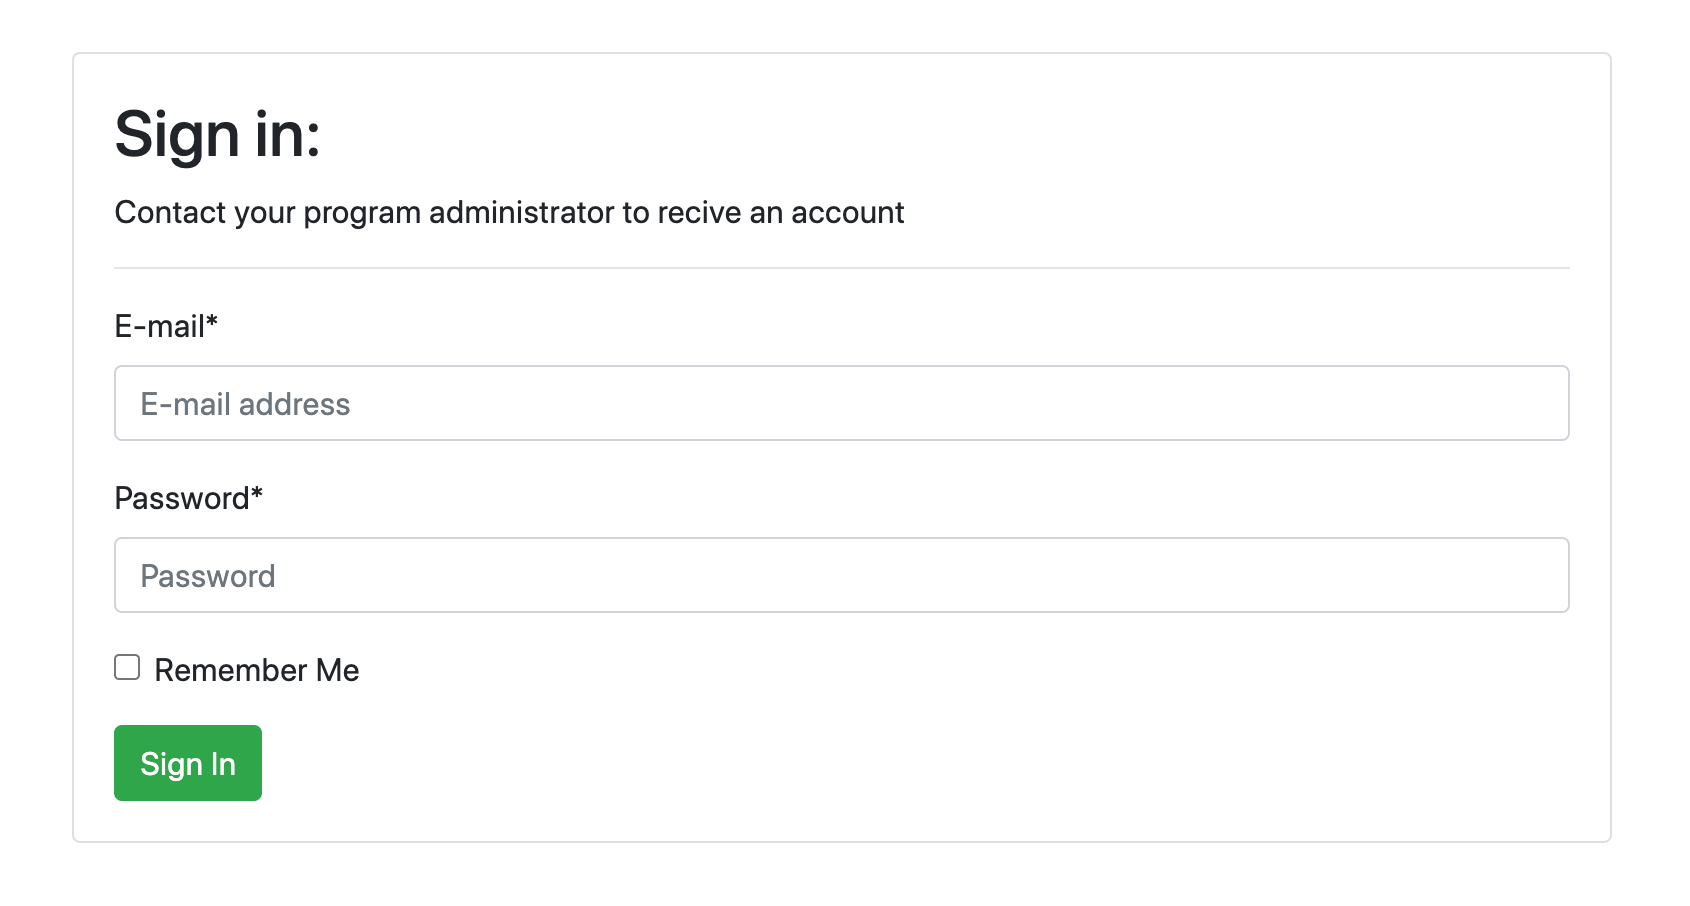 Sign in:
Contact your program administrator to recive an account
E-mail*
E-mail address
Password*
Password
Remember Me
Sign In